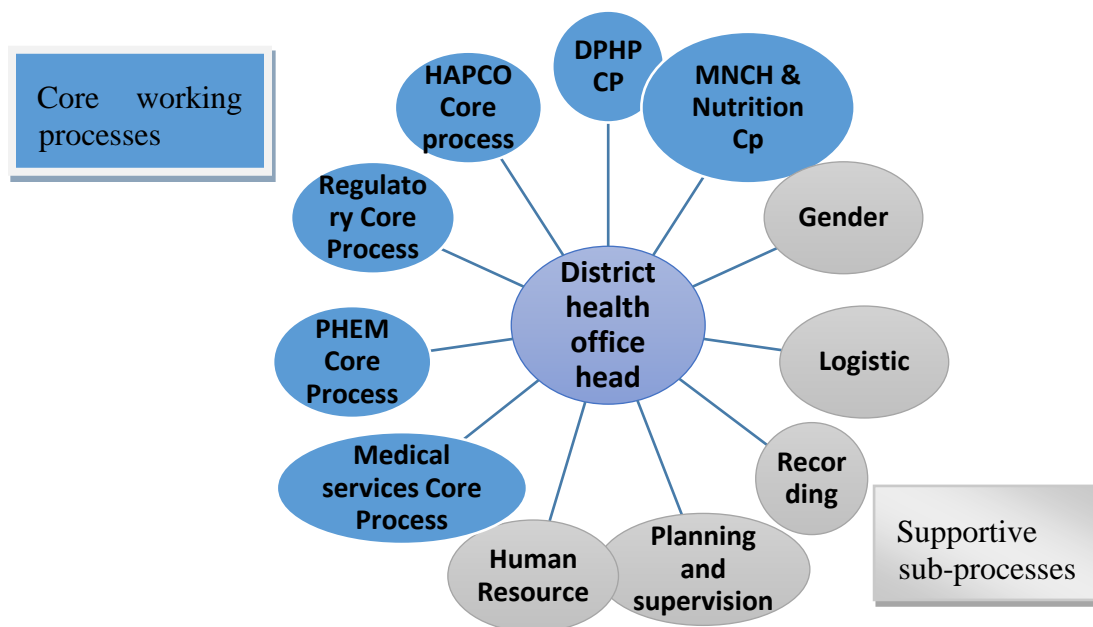 Core working
processes
HAPCO
Core
process
DPHP
CP
MNCH &
Nutrition
Cp
Regulato
ry Core
Process
Gender
District
health
office
head
PHEM
Core
Process
Logistic
Medical
services Core
Process
Recor
ding
Human
Resource
Planning
and
supervision
Supportive
sub-processes